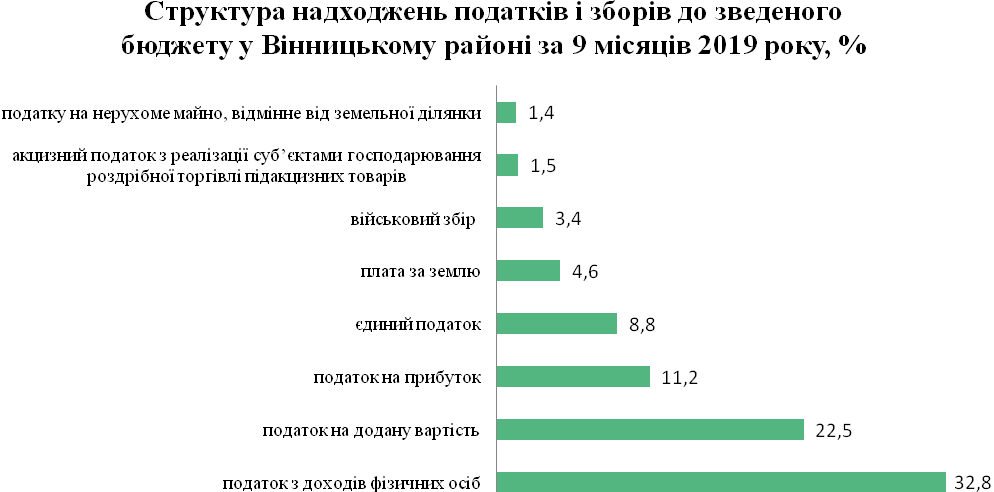 Структура надходжень податків і зборів до зведеного
бюджету у Вінницькому районі за 9 місяців 2019 року, %
податку на нерухоме майно, відмінне від земельної ділянки
1,4
акцизний податок з реалізації суб’єктами господарювання
роздрібної торгівлі підакцизних товарів
1,5
військовий збір
3,4
плата за землю
4,6
єдиний податок
8,8
податок на прибуток
11,2
податок на додану вартість
22,5
податок з доходів фізичних осіб
32,8